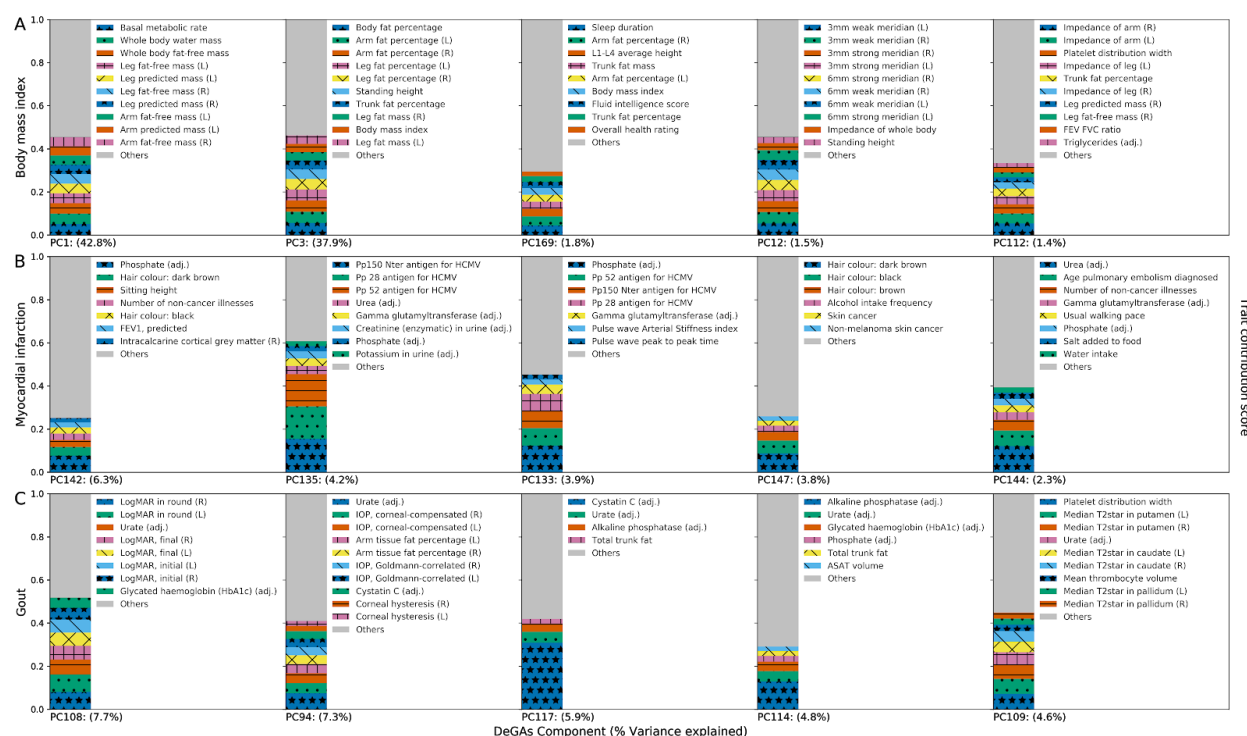 A
Body mass index
1.0
0.8
0.6
0.4
0.2
0.0
Basal metabolic rate
Whole body water mass
Whole body fat-free mass
Leg fat-free mass (L)
Leg predicted mass (L)
Leg fat-free mass (R)
Leg predicted mass (R)
Arm fat-free mass (L)
Arm predicted mass (L)
Arm fat-free mass (R)
Others
PC1: (42.8%)
Body fat percentage
Arm fat percentage (L)
Arm fat percentage (R)
Leg fat percentage (L)
Leg fat percentage (R)
Standing height
Trunk fat percentage
Leg fat mass (R)
Body mass index
Leg fat mass (L)
Others
PC3: (37.9%)
Sleep duration
Arm fat percentage (R)
L1-L4 average height
Trunk fat mass
Arm fat percentage (L)
Body mass index
Fluid intelligence score
Trunk fat percentage
Overall health rating
Others
PC169: (1.8%)
3mm weak meridian (L)
3mm weak meridian (R)
3mm strong meridian (R)
3mm strong meridian (L)
6mm strong meridian (R)
6mm weak meridian (R)
6mm weak meridian (L)
6mm strong meridian (L)
Impedance of whole body
Standing height
Others
PC12: (1.5%)
Impedance of arm (R)
Impedance of arm (L)
Platelet distribution width
Impedance of leg (L)
Trunk fat percentage
Impedance of leg (R)
Leg predicted mass (R)
Leg fat-free mass (R)
FEV FVC ratio
Triglycerides (adj.)
Others
PC112: (1.4%)
B
Myocardial infarction
1.0
0.8
0.6
0.4
0.2
0.0
Phosphate (adj.)
Hair colour: dark brown
Sitting height
Number of non-cancer illnesses
Hair colour: black
FEV1, predicted
Intracalcarine cortical grey matter (R)
Others
PC142: (6.3%)
Pp150 Nter antigen for HCMV
Pp 28 antigen for HCMV
Pp 52 antigen for HCMV
Urea (adj.)
Gamma glutamyltransferase (adj.)
Creatinine (enzymatic) in urine (adj.)
Phosphate (adj.)
Potassium in urine (adj.)
Others
PC135: (4.2%)
Phosphate (adj.)
Pp 52 antigen for HCMV
Pp150 Nter antigen for HCMV
Pp 28 antigen for HCMV
Gamma glutamyltransferase (adj.)
Pulse wave Arterial Stiffness index
Pulse wave peak to peak time
Others
PC133: (3.9%)
Hair colour: dark brown
Hair colour: black
Hair colour: brown
Alcohol intake frequency
Skin cancer
Non-melanoma skin cancer
Others
PC147: (3.8%)
Urea (adj.)
Age pulmonary embolism diagnosed
Number of non-cancer illnesses
Gamma glutamyltransferase (adj.)
Usual walking pace
Phosphate (adj.)
Salt added to food
Water intake
Others
PC144: (2.3%)
contribution score
C
Gout
1.0
0.8
0.6
0.4
0.2
0.0
LogMAR in round (R)
LogMAR in round (L)
Urate (adj.)
LogMAR, final (R)
LogMAR, final (L)
LogMAR, initial (L)
LogMAR, initial (R)
Glycated haemoglobin (HbA1c) (adj.)
Others
PC108: (7.7%)
Urate (adj.)
IOP, corneal-compensated (R)
IOP, corneal-compensated (L)
Arm tissue fat percentage (L)
Arm tissue fat percentage (R)
IOP, Goldmann-correlated (R)
IOP, Goldmann-correlated (L)
Cystatin C (adj.)
Corneal hysteresis (R)
Corneal hysteresis (L)
Others
PC94: (7.3%)
Cystatin C (adj.)
Urate (adj.)
Alkaline phosphatase (adj.)
Total trunk fat
Others
PC117: (5.9%)
Alkaline phosphatase (adj.)
Urate (adj.)
Glycated haemoglobin (HbA1c) (adj.)
Phosphate (adj.)
Total trunk fat
ASAT volume
Others
PC114: (4.8%)
Platelet distribution width
Median T2star in putamen (L)
Median T2star in putamen (R)
Urate (adj.)
Median T2star in caudate (L)
Median T2star in caudate (R)
Mean thrombocyte volume
Median T2star in pallidum (L)
Median T2star in pallidum (R)
Others
PC109: (4.6%)
DeGAs Component (% Variance explained)